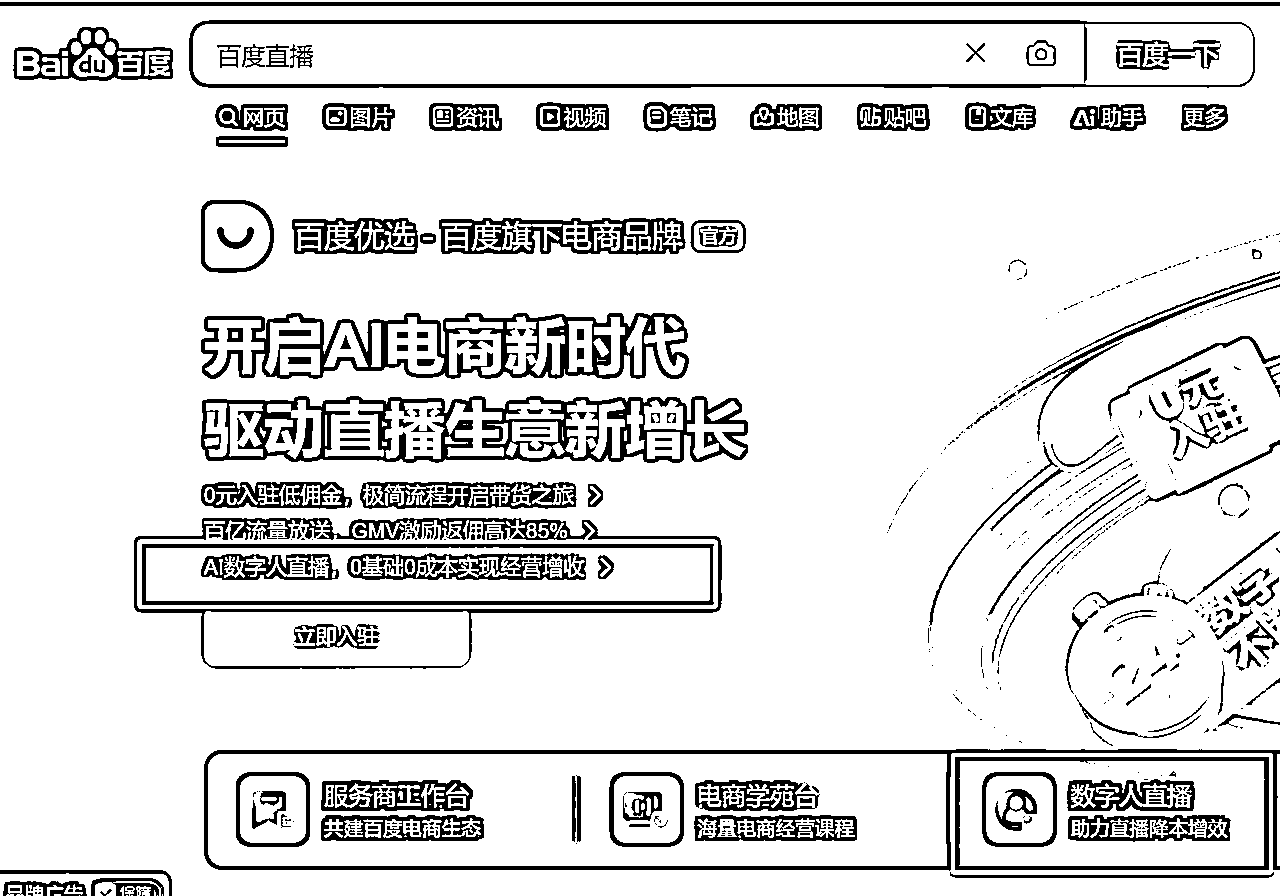 Bai du 百度
百度直播
百度一下
网页 图片 资讯 视频 笔记 地图 贴吧 文库 Ai 助手 更多
百度优选 - 百度旗下电商品牌 官方
开启AI电商新时代
驱动直播生意新增长
0元入驻低佣金，极简流程开启带货之旅 >
百亿流量放送，GMV激励返佣高达85% >
AI数字人直播，0基础0成本实现经营增收 >
立即入驻
0元
入驻
24
数字
服务商工作台
共建百度电商生态
电商学苑台
海量电商经营课程
数字人直播
助力直播降本增效
品牌广告 保障